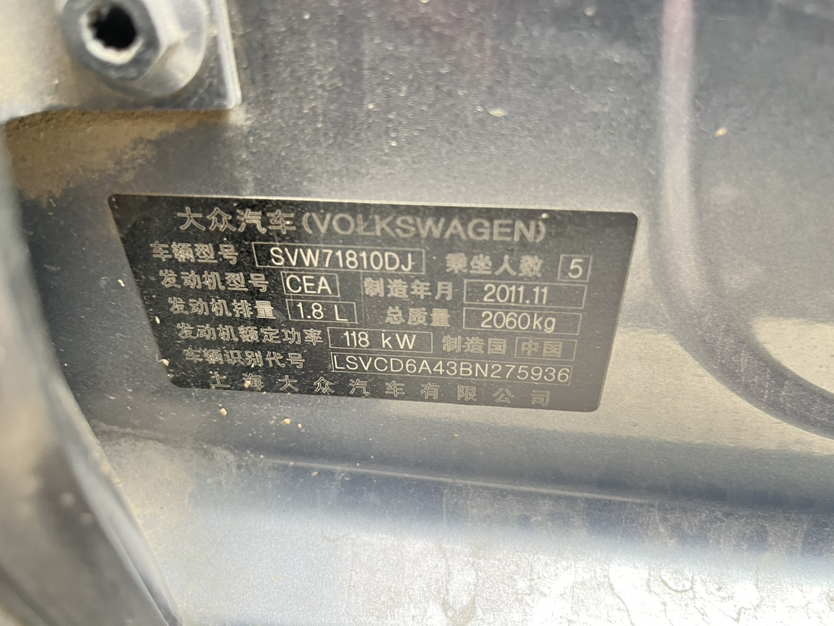 大众汽车(VOLKSWAGEN)
车辆型号 SVW71810DJ 乘坐人数 5
发动机型号 CEA 制造年月 2011.11
发动机排量 1.8 L 总质量 2060kg
发动机额定功率 118 kW 制造国 中国
车辆识别代号 LSVCD6A43BN275936
上海大众汽车有限公司